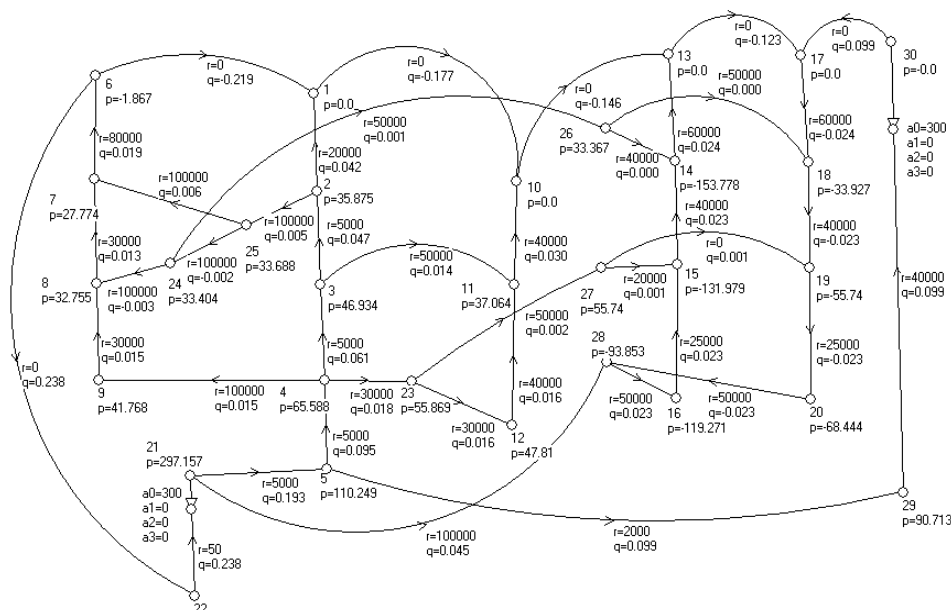 r=0
q=-0.219
6
p=-1.867
1
p=0.0
r=0
q=-0.177
r=0
q=-0.123
r=0
q=0.099
30
p=-0.0
13
p=0.0
17
p=0.0
r=50000
q=0.000
r=0
q=-0.146
a0=300
a1=0
a2=0
a3=0
r=80000
q=0.019
r=50000
q=0.001
26
p=33.367
r=60000
q=0.024
r=60000
q=-0.024
r=20000
q=0.042
r=40000
q=0.000
14
p=-153.778
18
p=-33.927
7
p=27.774
r=100000
q=0.006
2
p=35.875
10
p=0.0
r=100000
q=0.005
25
p=33.688
r=5000
q=0.047
r=40000
q=0.023
r=40000
q=-0.023
r=30000
q=0.013
r=100000
q=-0.002
24
p=33.404
r=50000
q=0.014
r=40000
q=0.030
r=0
q=0.001
8
p=32.755
r=100000
q=-0.003
3
p=46.934
11
p=37.064
r=20000
q=0.001
27
p=55.74
15
p=-131.979
19
p=-55.74
r=40000
q=0.099
r=30000
q=0.015
r=5000
q=0.061
r=50000
q=0.002
28
p=-93.853
r=25000
q=0.023
r=25000
q=-0.023
9
p=41.768
r=100000
q=0.015
4
p=65.588
r=30000
q=0.018
23
p=55.869
r=40000
q=0.016
r=50000
q=0.023
16
p=-119.271
r=50000
q=-0.023
20
p=-68.444
r=30000
q=0.016
12
p=47.81
21
p=297.157
r=5000
q=0.095
r=5000
q=0.193
5
p=110.249
r=0
q=0.238
a0=300
a1=0
a2=0
a3=0
r=100000
q=0.045
r=2000
q=0.099
29
p=90.713
r=50
q=0.238
22